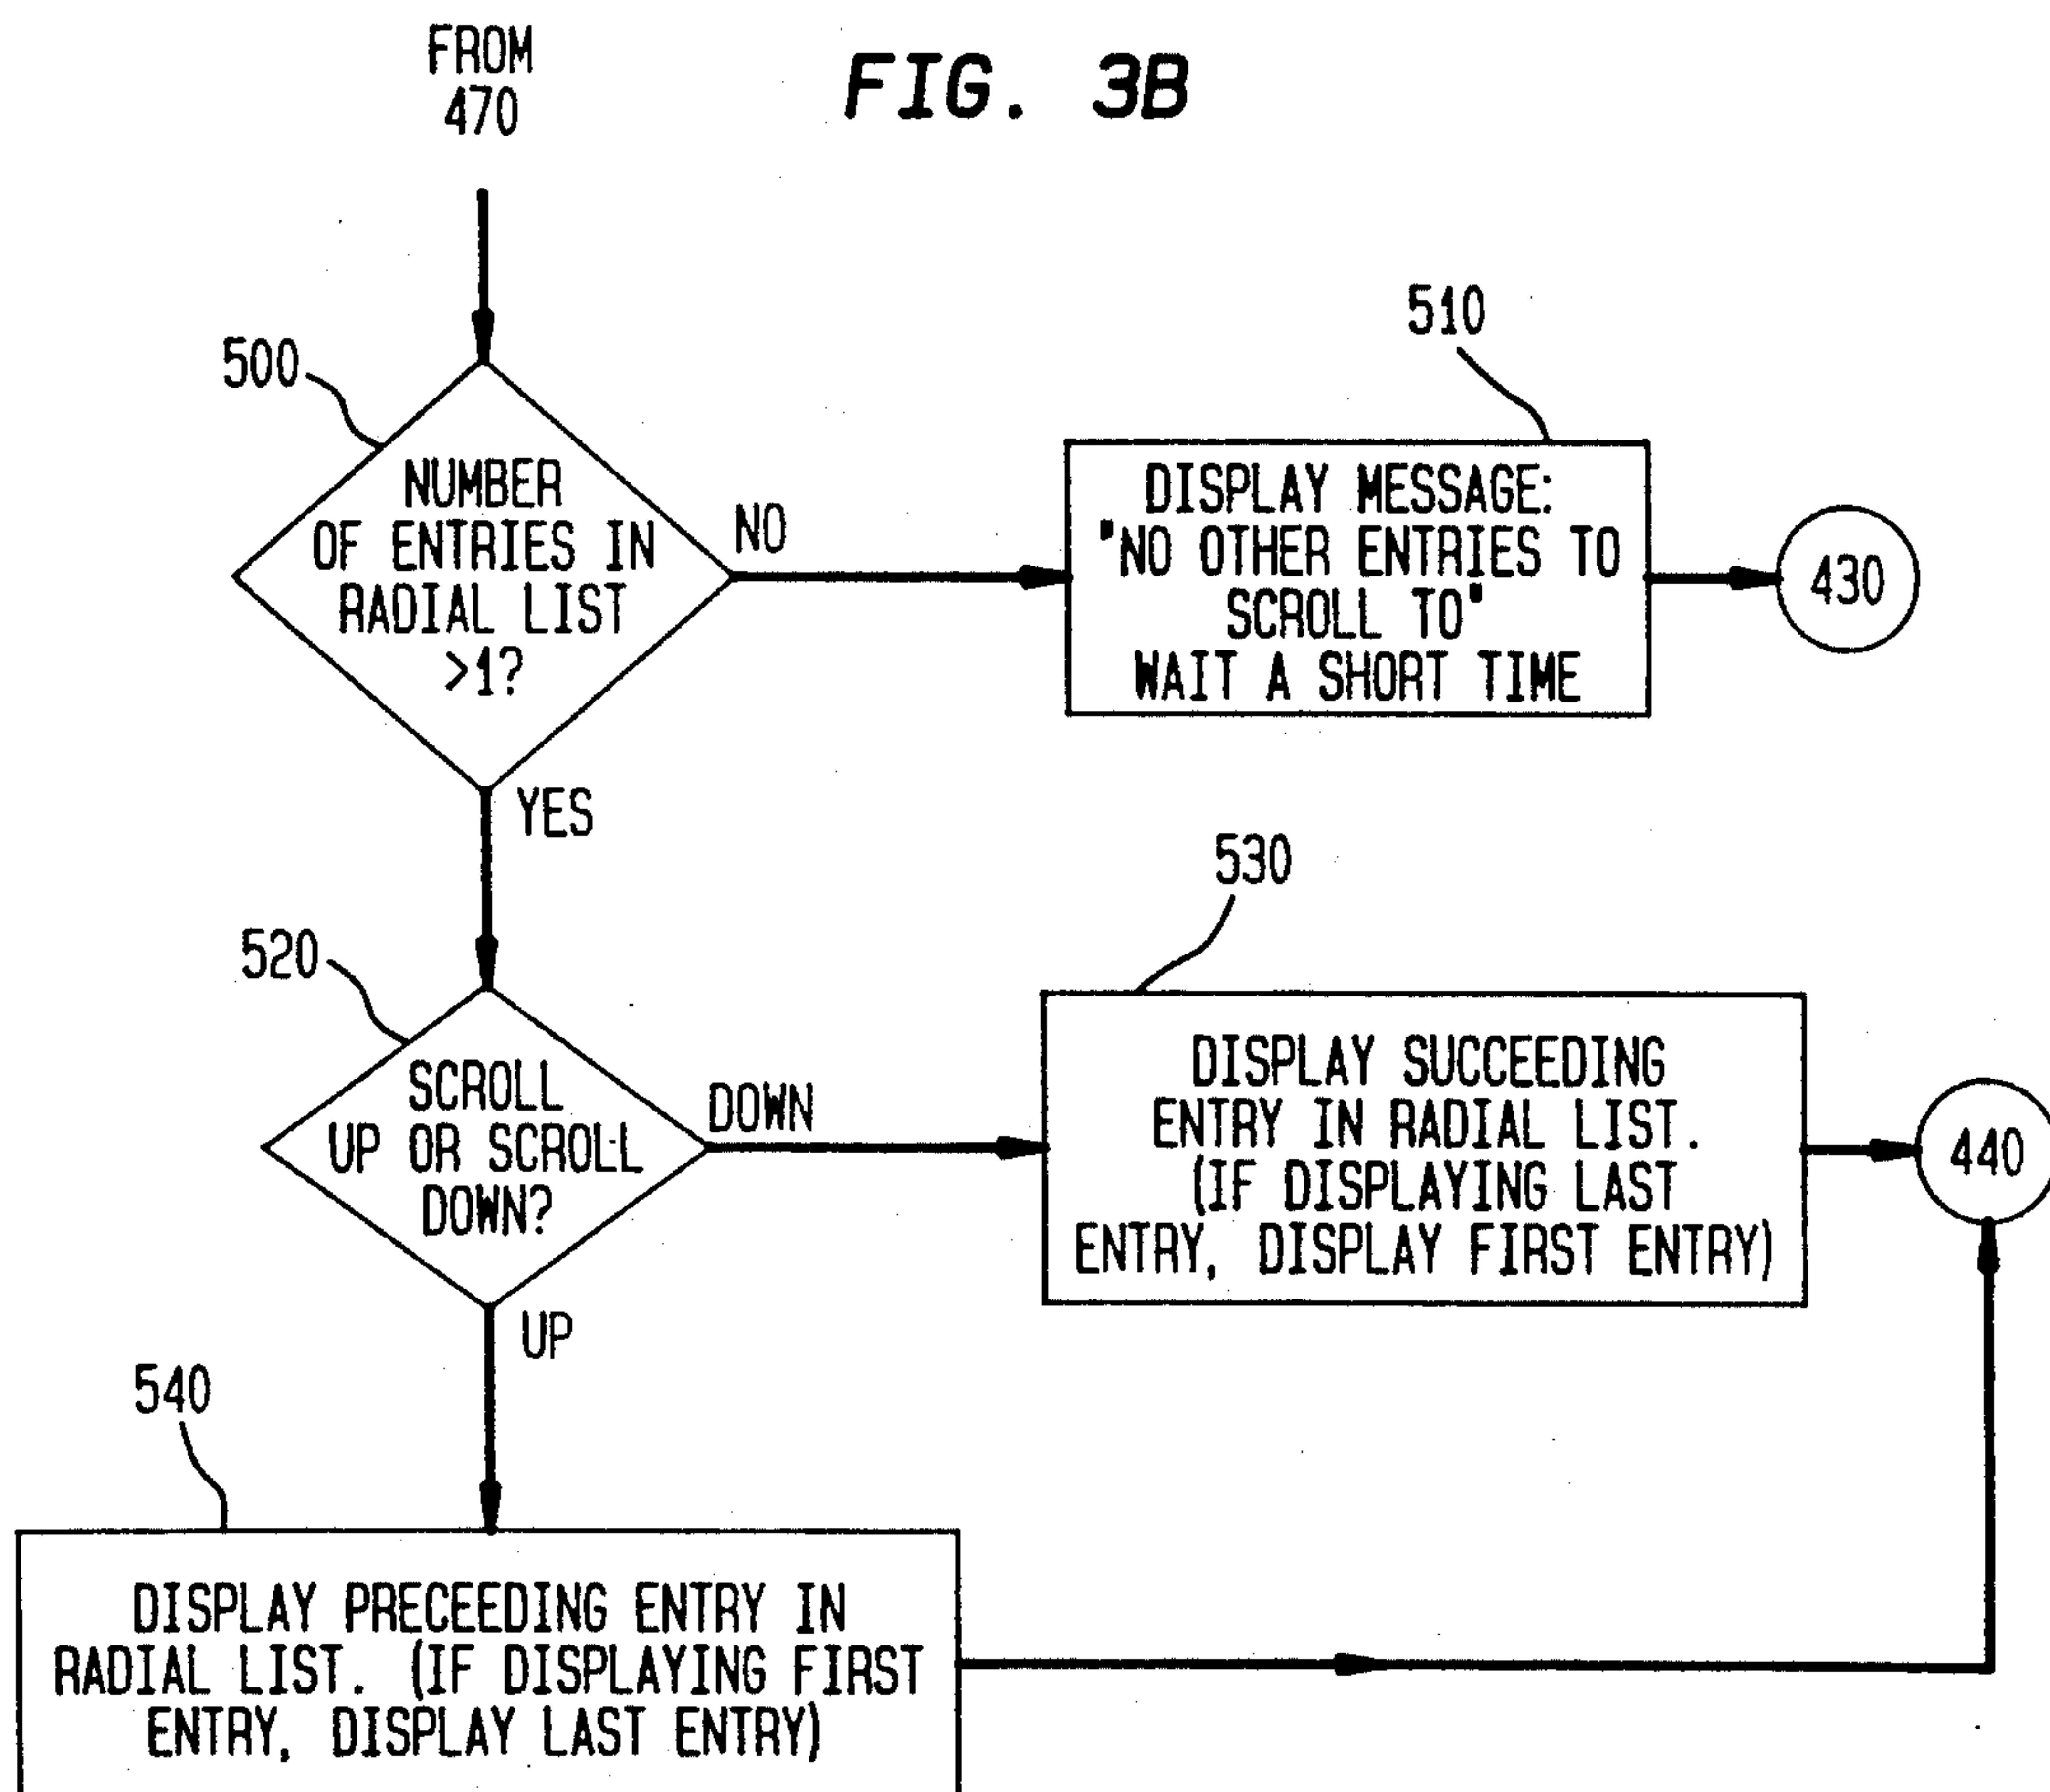 FROM
470
FIG. 3B
500
NUMBER
OF ENTRIES IN
RADIAL LIST
>1?
NO
510
DISPLAY MESSAGE:
"NO OTHER ENTRIES TO
SCROLL TO"
WAIT A SHORT TIME
430
YES
520
SCROLL
UP OR SCROLL
DOWN?
DOWN
530
DISPLAY SUCCEEDING
ENTRY IN RADIAL LIST.
(IF DISPLAYING LAST
ENTRY, DISPLAY FIRST ENTRY)
440
UP
540
DISPLAY PRECEEDING ENTRY IN
RADIAL LIST. (IF DISPLAYING FIRST
ENTRY, DISPLAY LAST ENTRY)